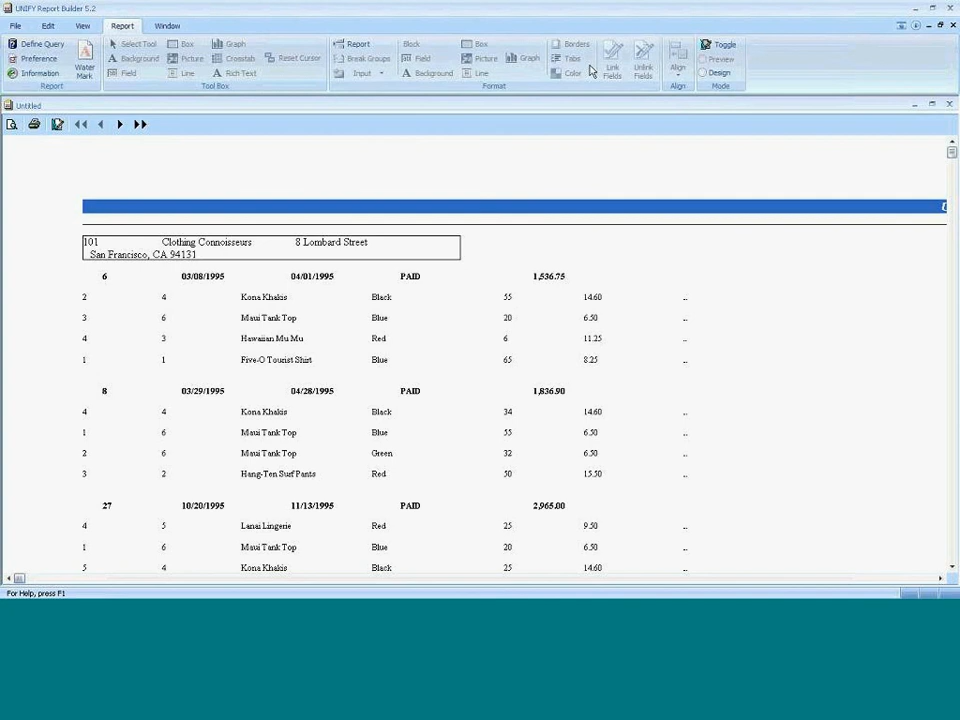 UNIFY Report Builder 5.2
File Edit View Report Window
Define Query Select Tool Box Graph Report Block Box Borders Toggle
Preference Background Picture Crosstab Reset Cursor Break Groups Field Picture Graph Tabs Preview
Information Water Mark Field Line Rich Text Input Background Line Color Link Fields Unlink Fields Align Design
Report Tool Box Format Align Mode
Untitled
101 Clothing Connoisseurs 8 Lombard Street
San Francisco, CA 94131
6 03/08/1995 04/01/1995 PAID 1,536.75
2 4 Kona Khakis Black 55 14.60 ..
3 6 Maui Tank Top Blue 20 6.50 ..
4 3 Hawaiian Mu Mu Red 6 11.25 ..
1 1 Five-O Tourist Shirt Blue 65 8.25 ..
8 03/29/1995 04/28/1995 PAID 1,836.90
4 4 Kona Khakis Black 34 14.60 ..
1 6 Maui Tank Top Blue 55 6.50 ..
2 6 Maui Tank Top Green 32 6.50 ..
3 2 Hang-Ten Surf Pants Red 50 15.50 ..
27 10/20/1995 11/13/1995 PAID 2,965.00
4 5 Lanai Lingerie Red 25 9.50 ..
1 6 Maui Tank Top Blue 20 6.50 ..
5 4 Kona Khakis Black 25 14.60 ..
For Help, press F1